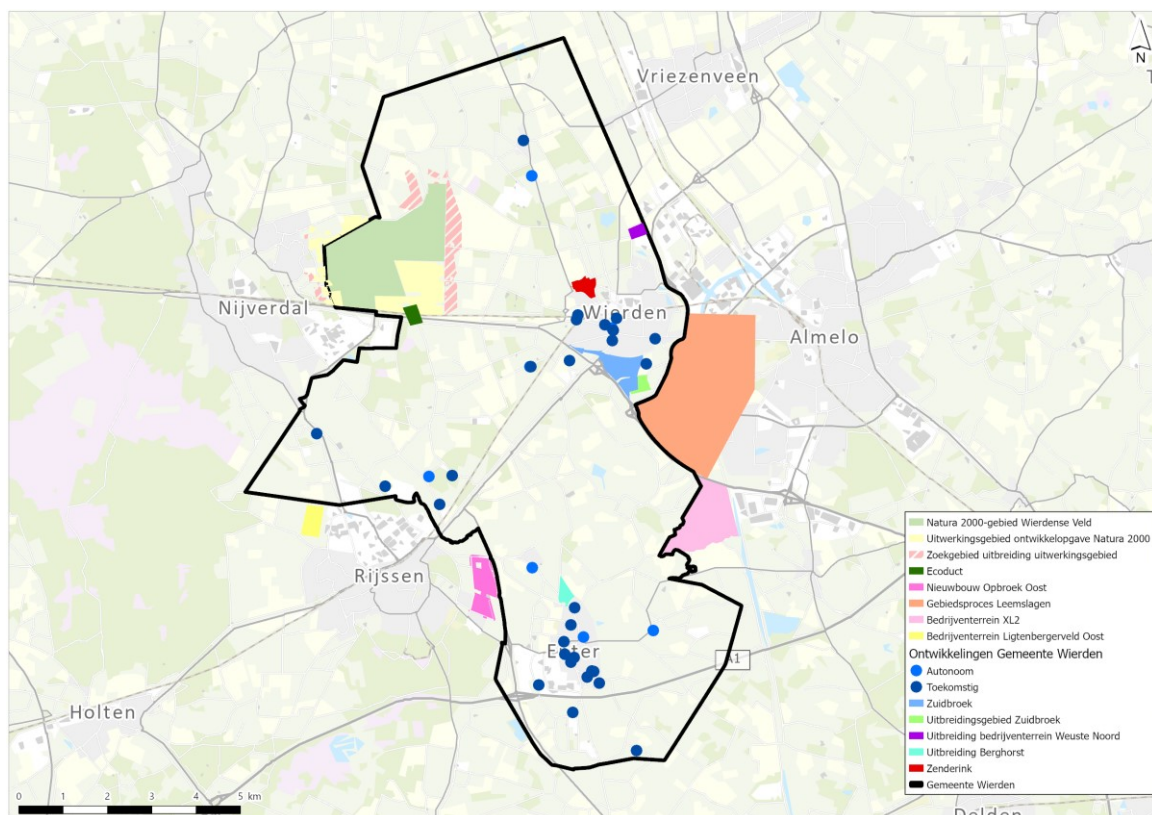 Vriezenveen
N
T
Nijverdal
Wierden
Almelo
Rijssen
Enter
A1
Holten
Delden
Natura 2000-gebied Wierdense Veld
Uitwerkingsgebied ontwikkelopgave Natura 2000
Zoekgebied uitbreiding uitwerkingsgebied
Ecoduct
Nieuwbouw Opbroek Oost
Gebiedsproces Leemslagen
Bedrijventerrein XL2
Bedrijventerrein Ligtenbergerveld Oost
Ontwikkelingen Gemeente Wierden
Autonoom
Toekomstig
Zuidbroek
Uitbreidingsgebied Zuidbroek
Uitbreiding bedrijventerrein Weuste Noord
Uitbreiding Berghorst
Zenderink
Gemeente Wierden
0 1 2 3 4 5 km